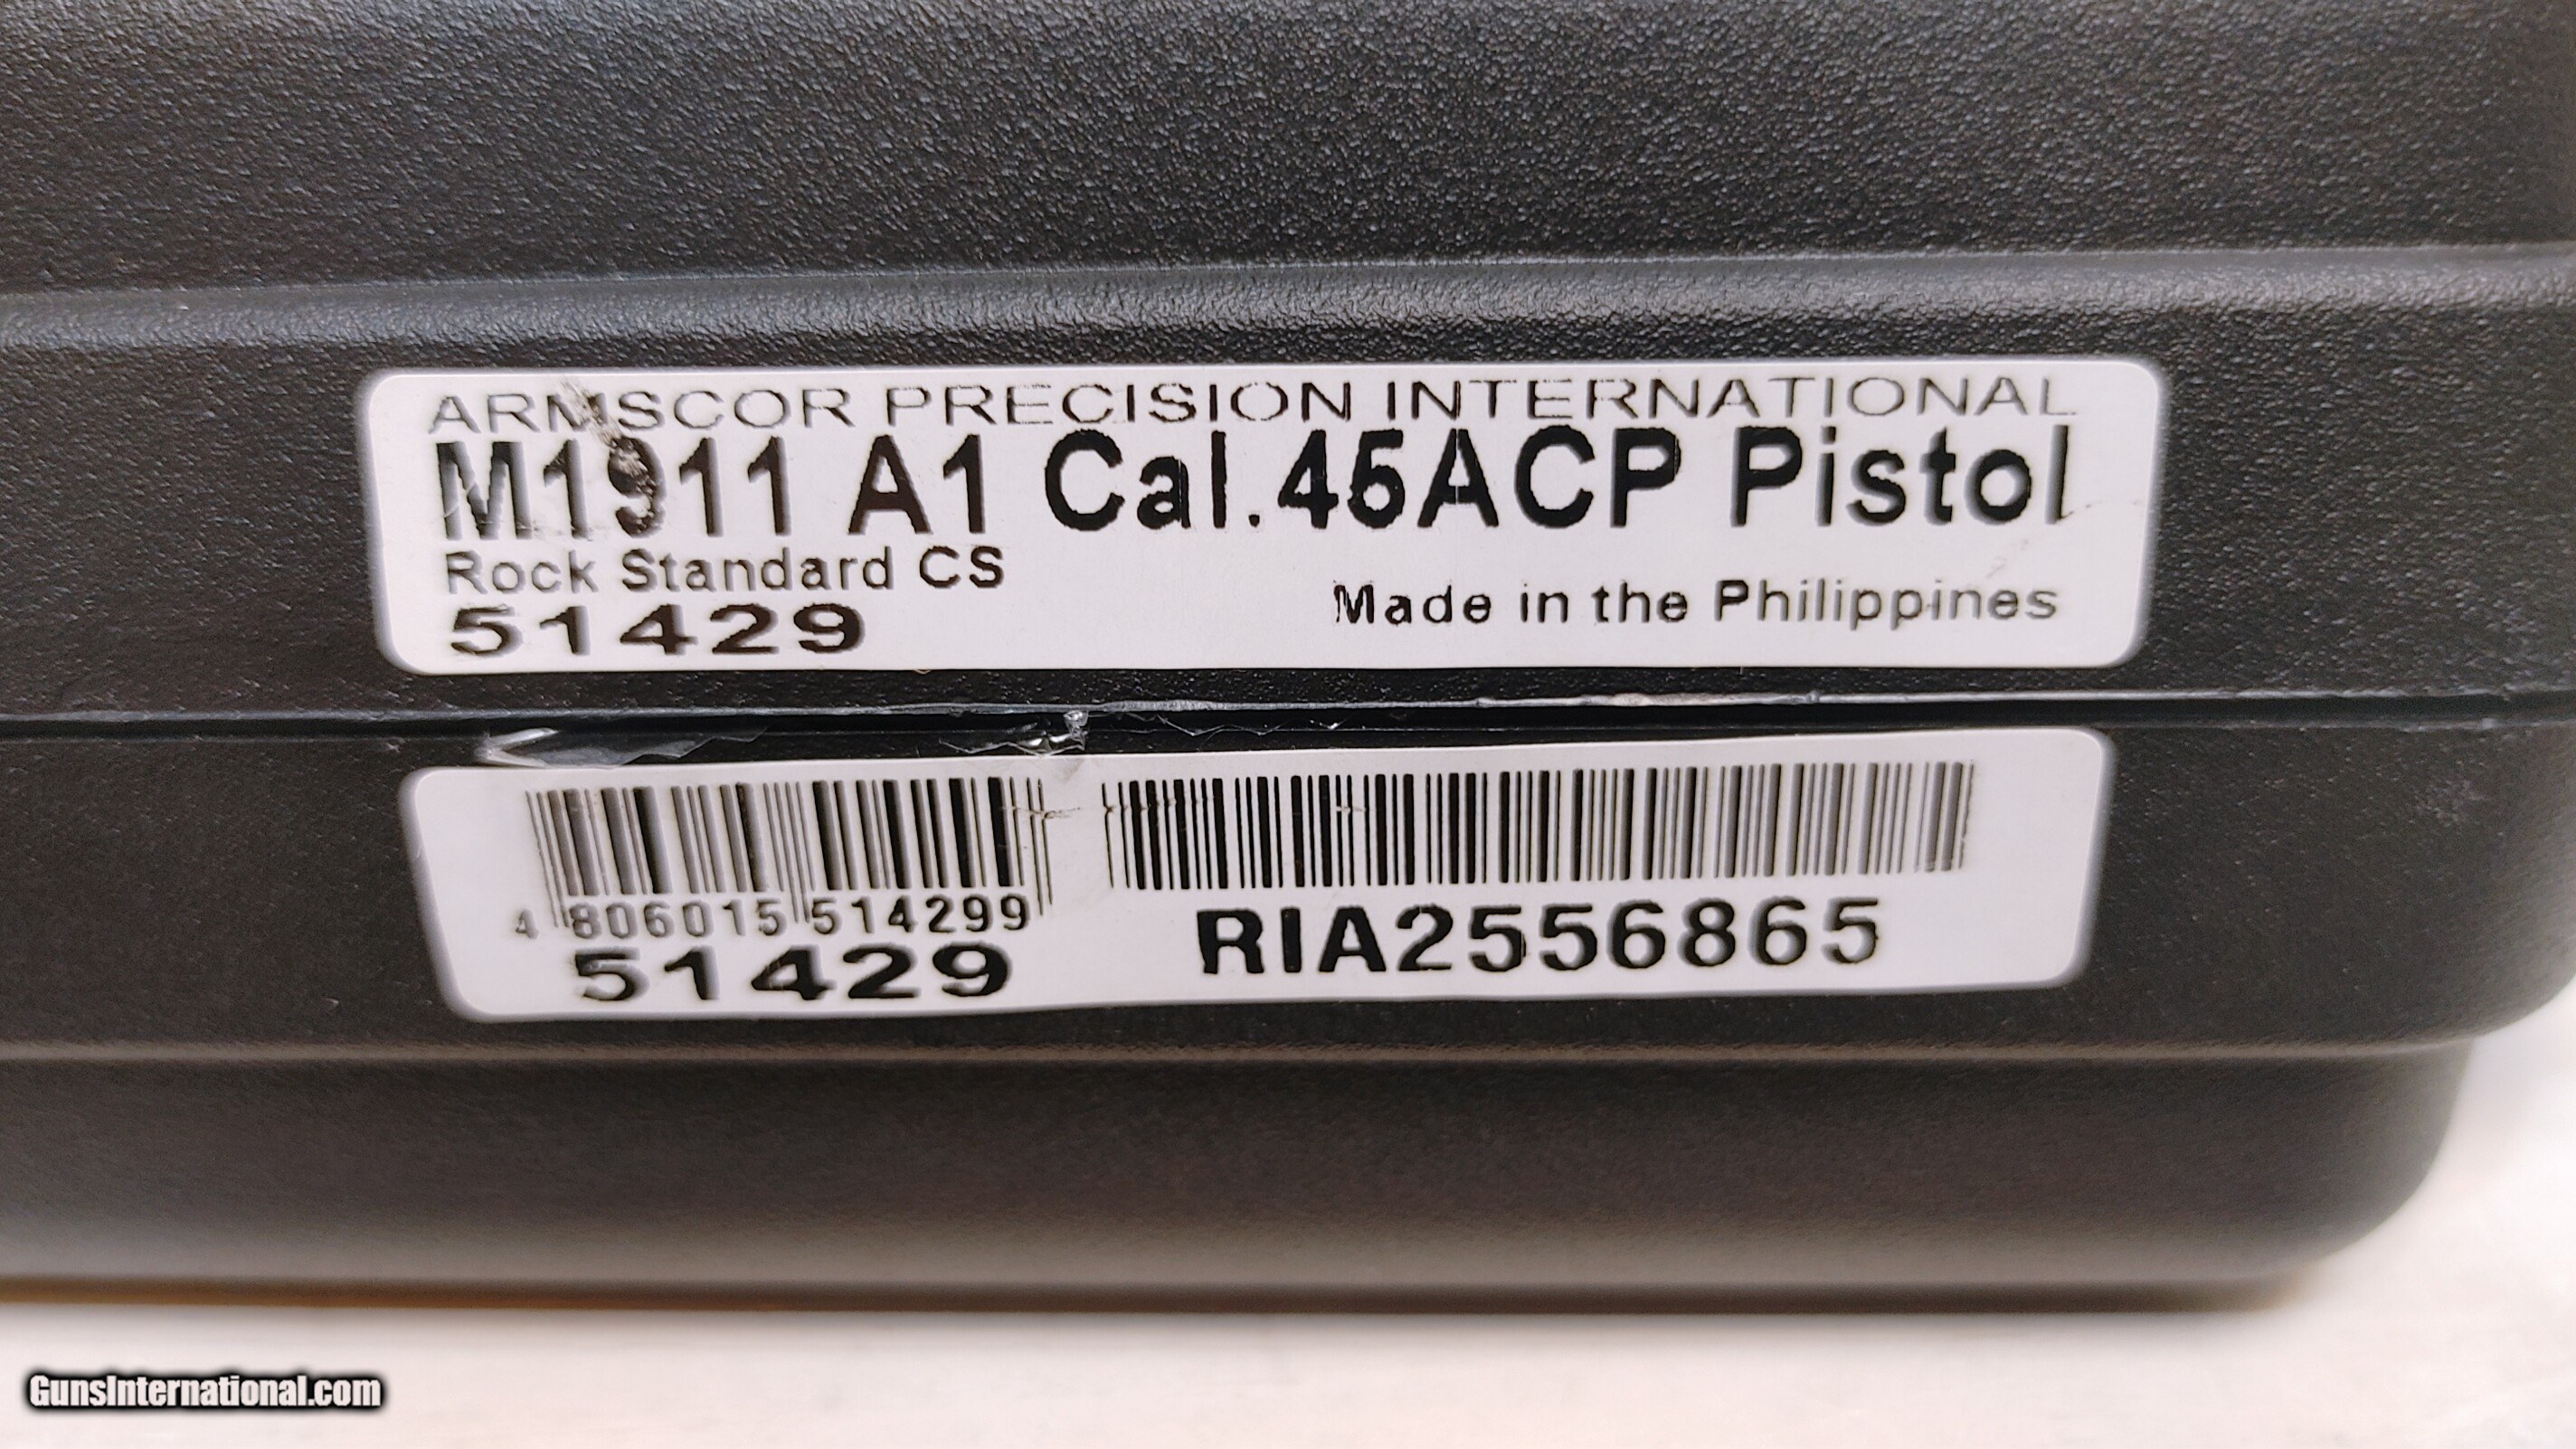 ARMSCOR PRECISION INTERNATIONAL
M1911 A1 Cal.45ACP Pistol
Rock Standard CS
51429
Made in the Philippines
4 806015 514299
51429
RIA2556865
GunsInternational.com